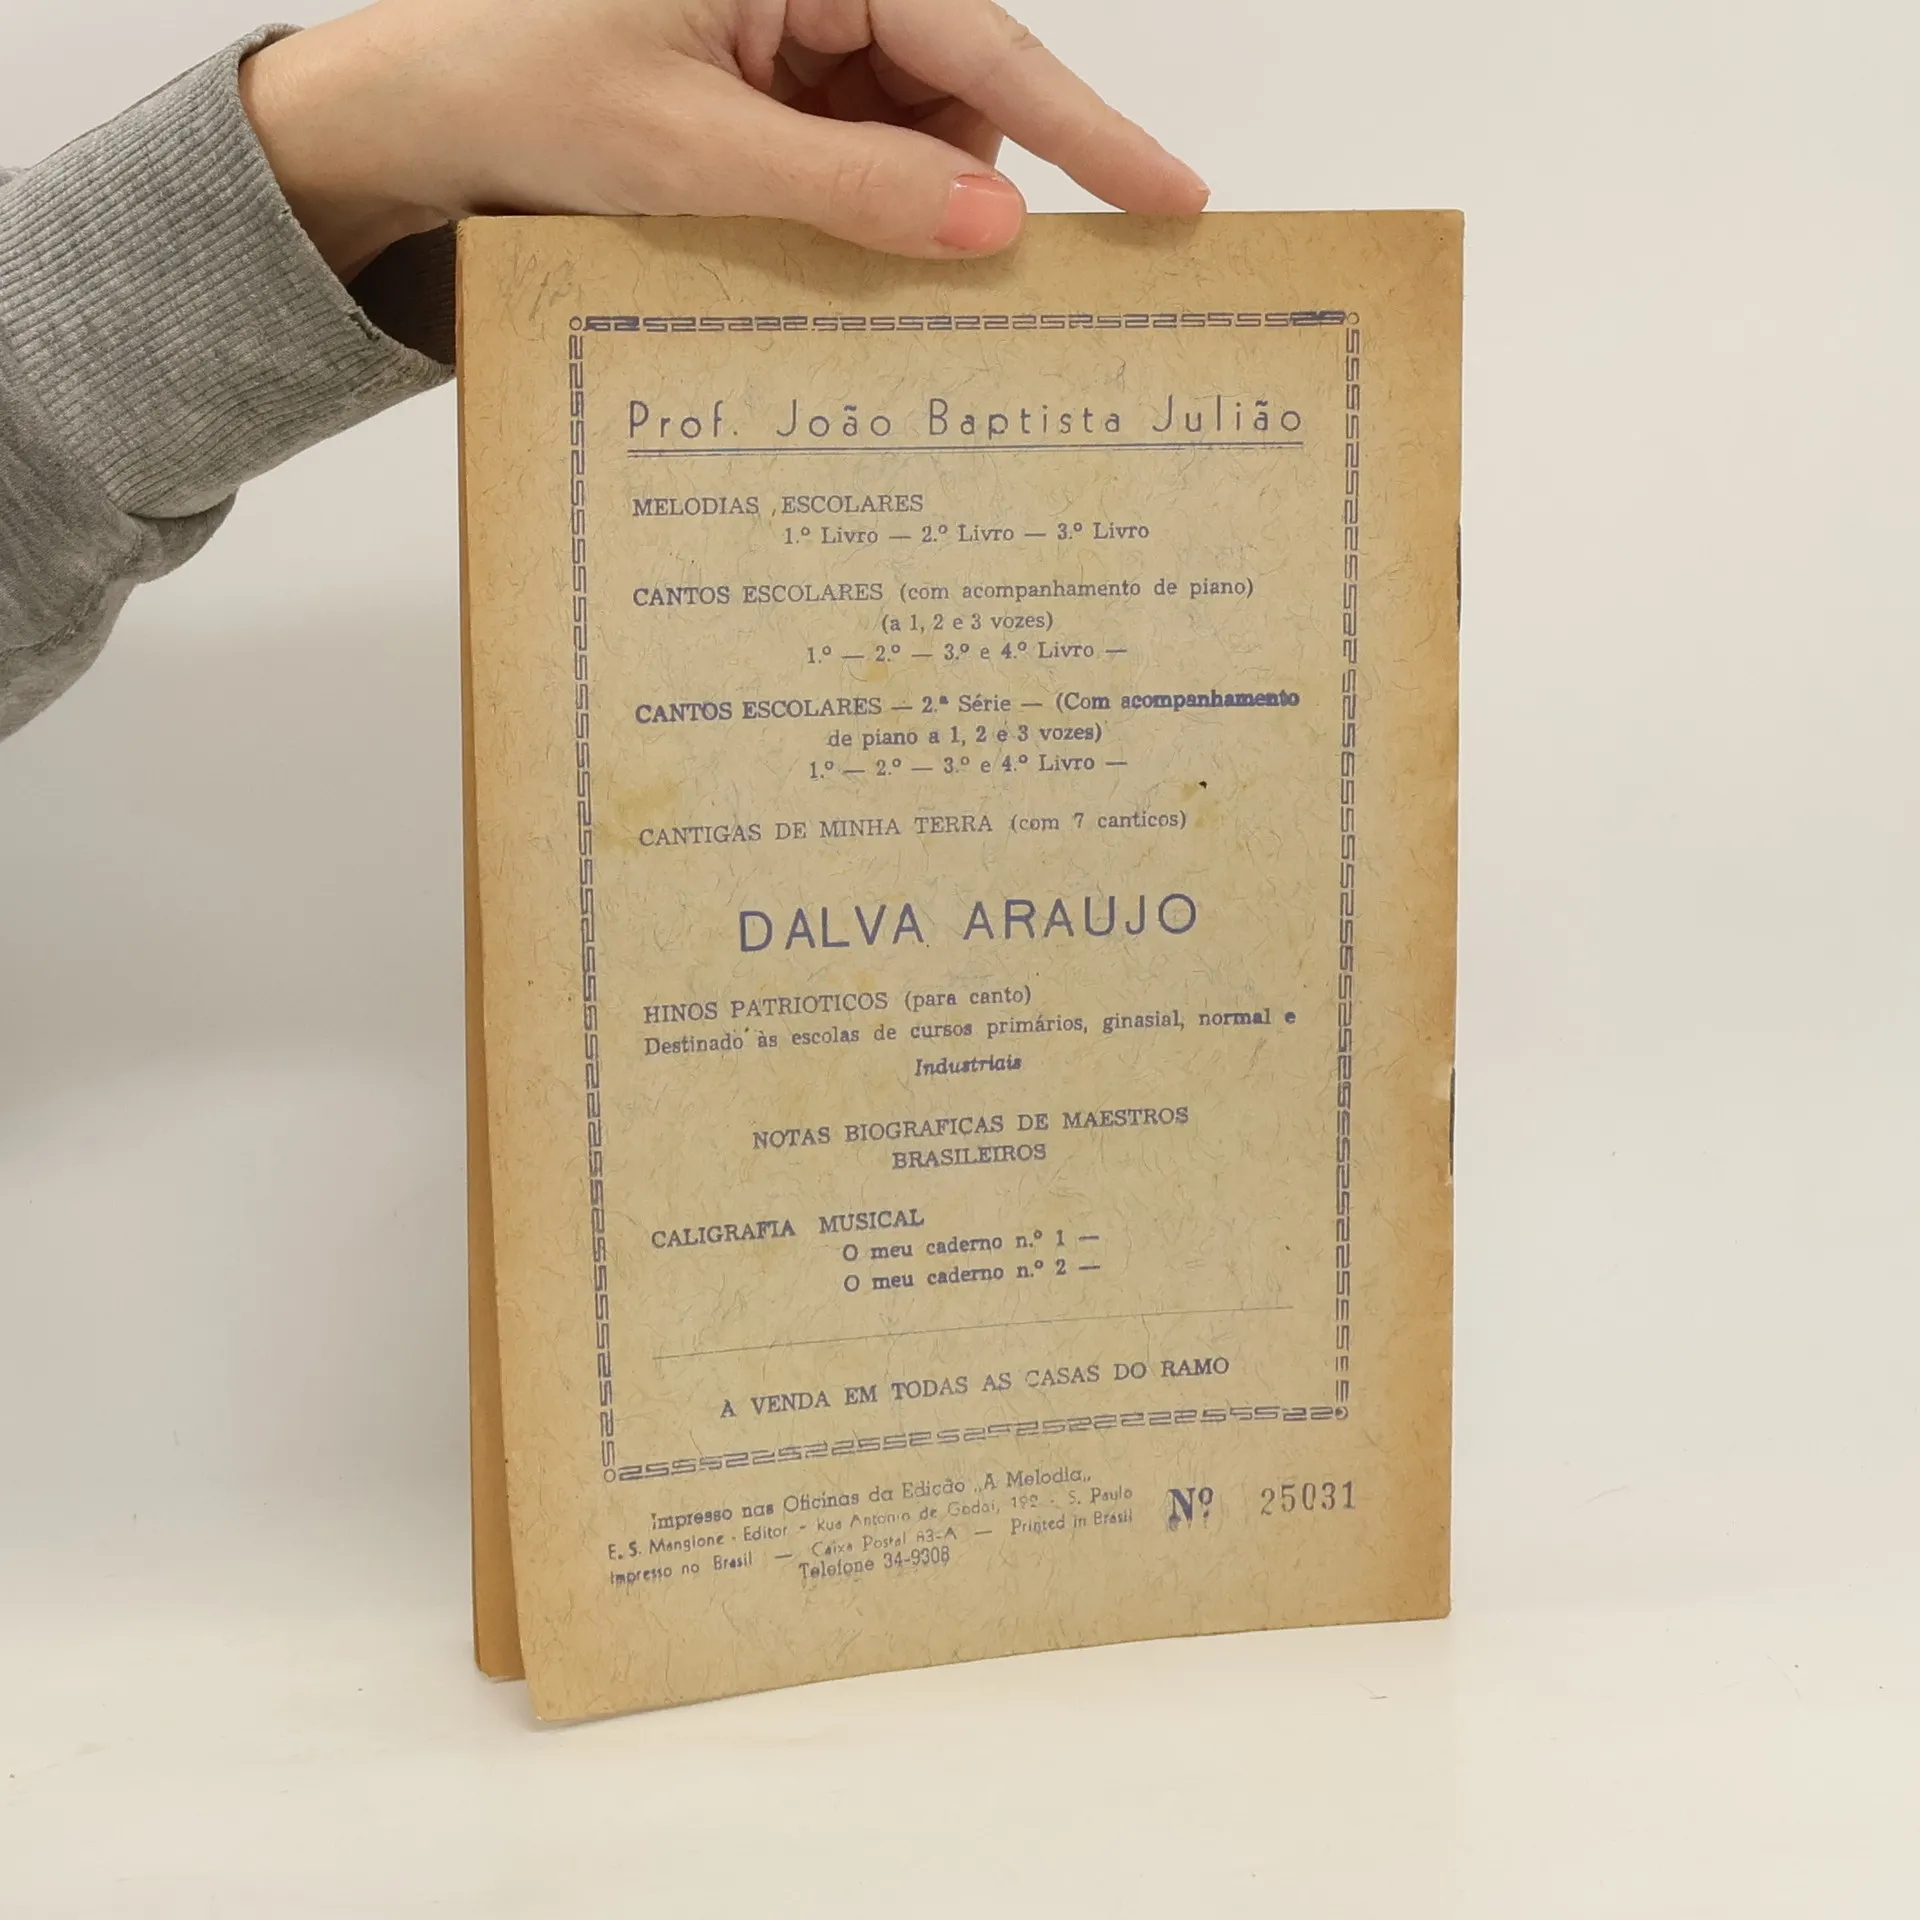 Prof. João Baptista Julião
MELODIAS ESCOLARES
1.º Livro — 2.º Livro — 3.º Livro
CANTOS ESCOLARES (com acompanhamento de piano)
(a 1, 2 e 3 vozes)
1.º — 2.º — 3.º e 4.º Livro —
CANTOS ESCOLARES — 2.ª Série — (Com acompanhamento
de piano a 1, 2 e 3 vozes)
1.º — 2.º — 3.º e 4.º Livro —
CANTIGAS DE MINHA TERRA (com 7 canticos)
DALVA ARAUJO
HINOS PATRIOTICOS (para canto)
Destinado às escolas de cursos primários, ginasial, normal e
Industriais
NOTAS BIOGRAFICAS DE MAESTROS
BRASILEIROS
CALIGRAFIA MUSICAL
O meu caderno n.º 1 —
O meu caderno n.º 2 —
A VENDA EM TODAS AS CASAS DO RAMO
Impresso nas Oficinas da Edição „A Melodia„
E. S. Mangione - Editor - Rua Antonio de Godoi, 192 - S. Paulo
Impresso no Brasil — Caixa Postal — Printed in Brasil
Telefone 34-9308
Nº 25031